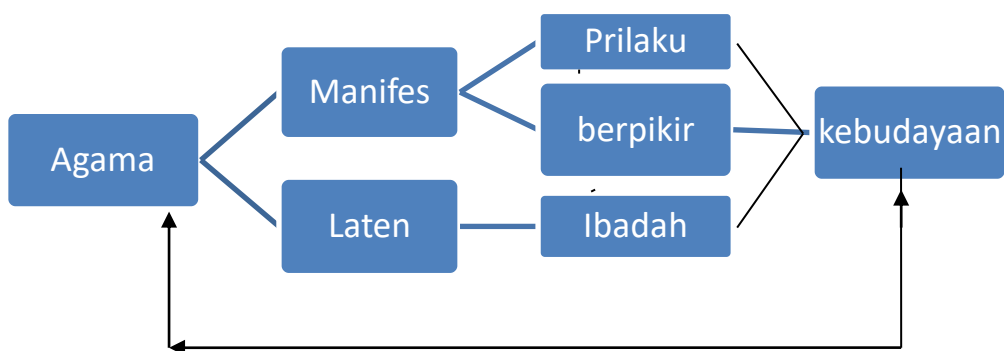 Agama
Manifes
Laten
Prilaku
berpikir
Ibadah
kebudayaan